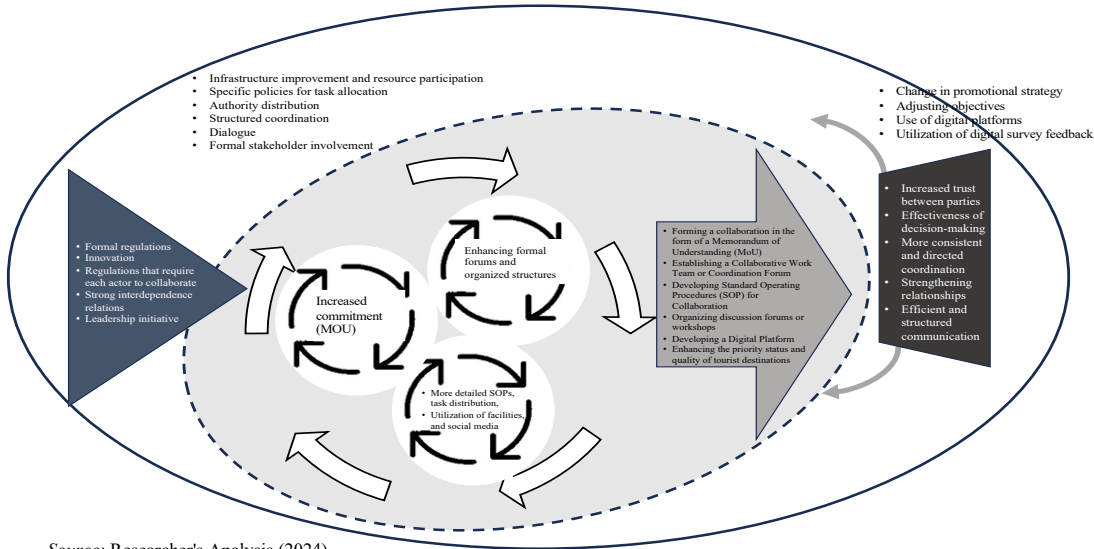 • Infrastructure improvement and resource participation
• Specific policies for task allocation
• Authority distribution
• Structured coordination
• Dialogue
• Formal stakeholder involvement
• Change in promotional strategy
• Adjusting objectives
• Use of digital platforms
• Utilization of digital survey feedback
• Formal regulations
• Innovation
• Regulations that require
each actor to collaborate
• Strong interdependence
relations
• Leadership initiative
Increased
commitment
(MOU)
Enhancing formal
forums and
organized structures
• More detailed SOPs,
task distribution,
• Utilization of facilities,
and social media
• Forming a collaboration in the
form of a Memorandum of
Understanding (MoU)
• Establishing a Collaborative Work
Team or Coordination Forum
• Developing Standard Operating
Procedures (SOP) for
Collaboration
• Organizing discussion forums or
workshops
• Developing a Digital Platform
• Enhancing the priority status and
quality of tourist destinations
• Increased trust
between parties
• Effectiveness of
decision-making
• More consistent
and directed
coordination
• Strengthening
relationships
• Efficient and
structured
communication
Source: Researcher's Analysis (2024)